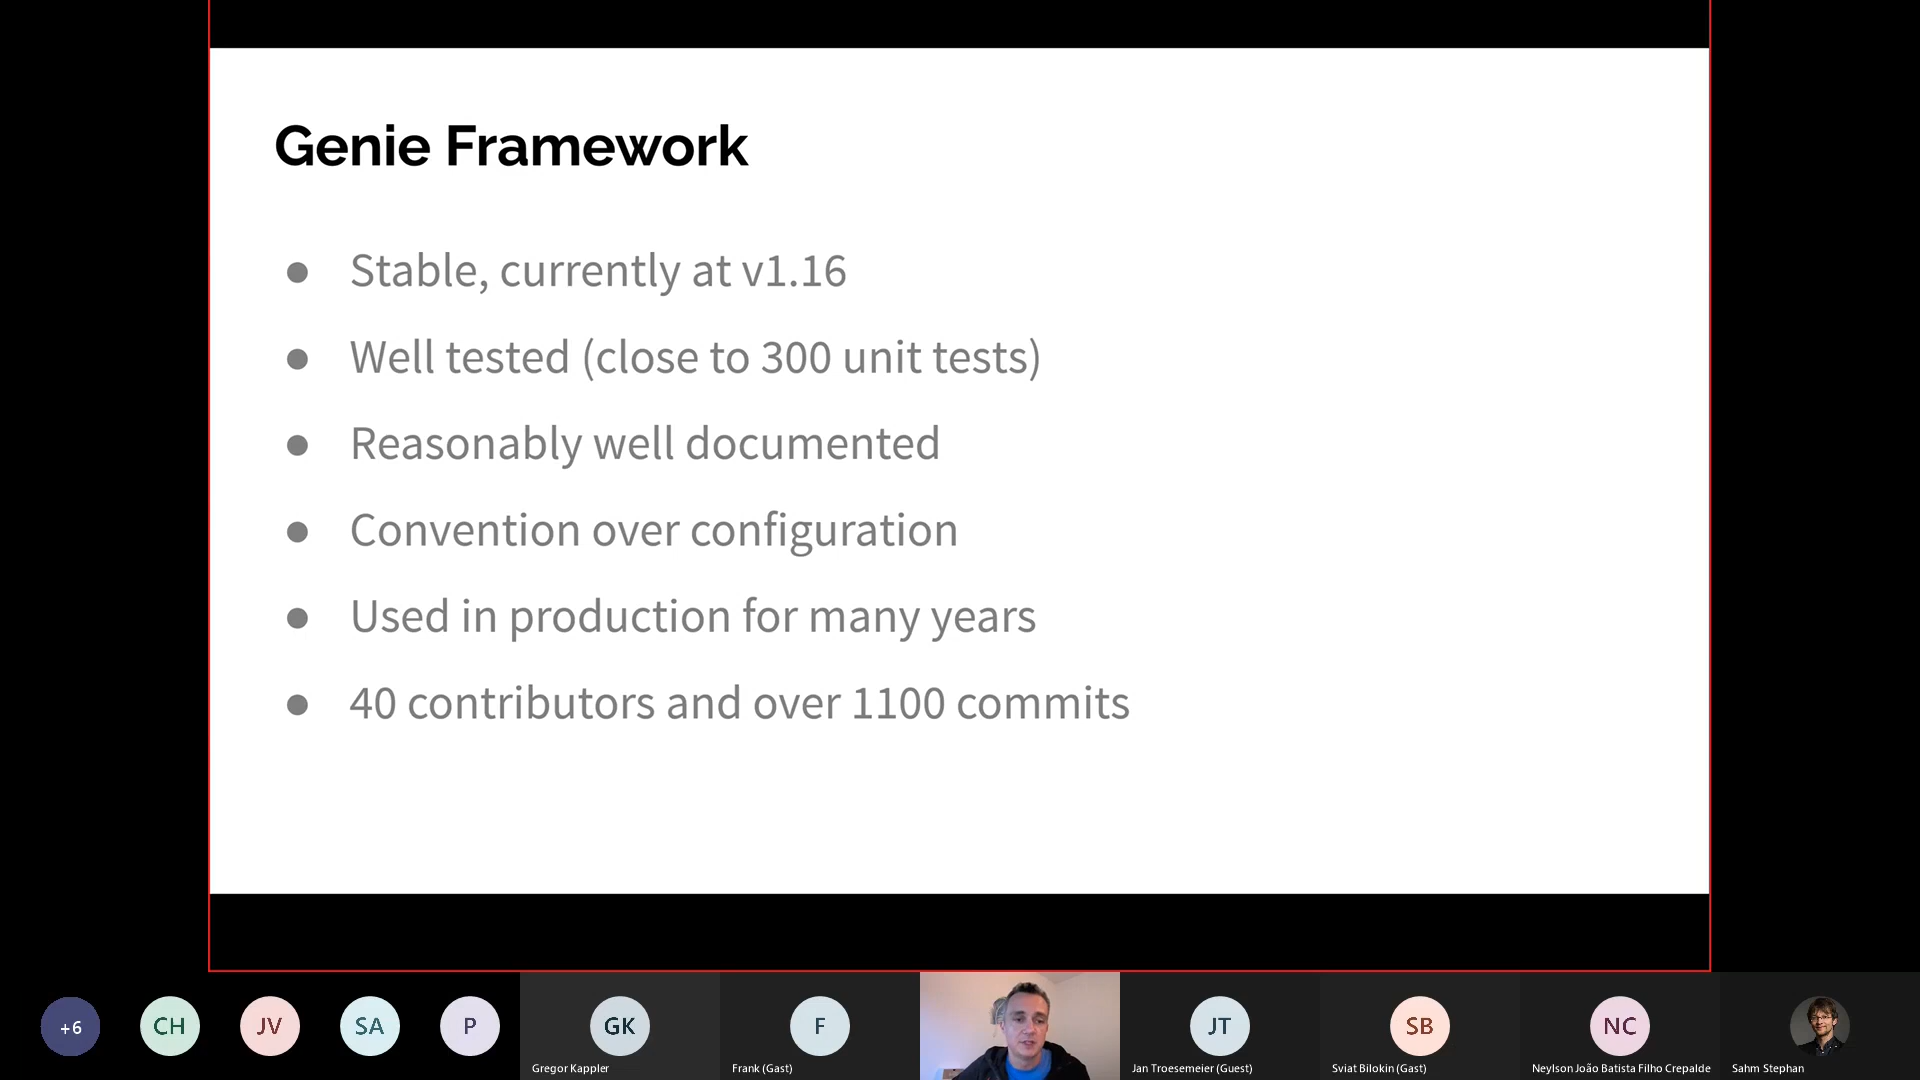 Genie Framework
● Stable, currently at v1.16
● Well tested (close to 300 unit tests)
● Reasonably well documented
● Convention over configuration
● Used in production for many years
● 40 contributors and over 1100 commits
+6
CH
JV
SA
P
GK
Gregor Kappler
F
Frank (Gast)
JT
Jan Troesemeier (Guest)
SB
Sviat Bilokin (Gast)
NC
Neylson João Batista Filho Crepalde
Sahm Stephan